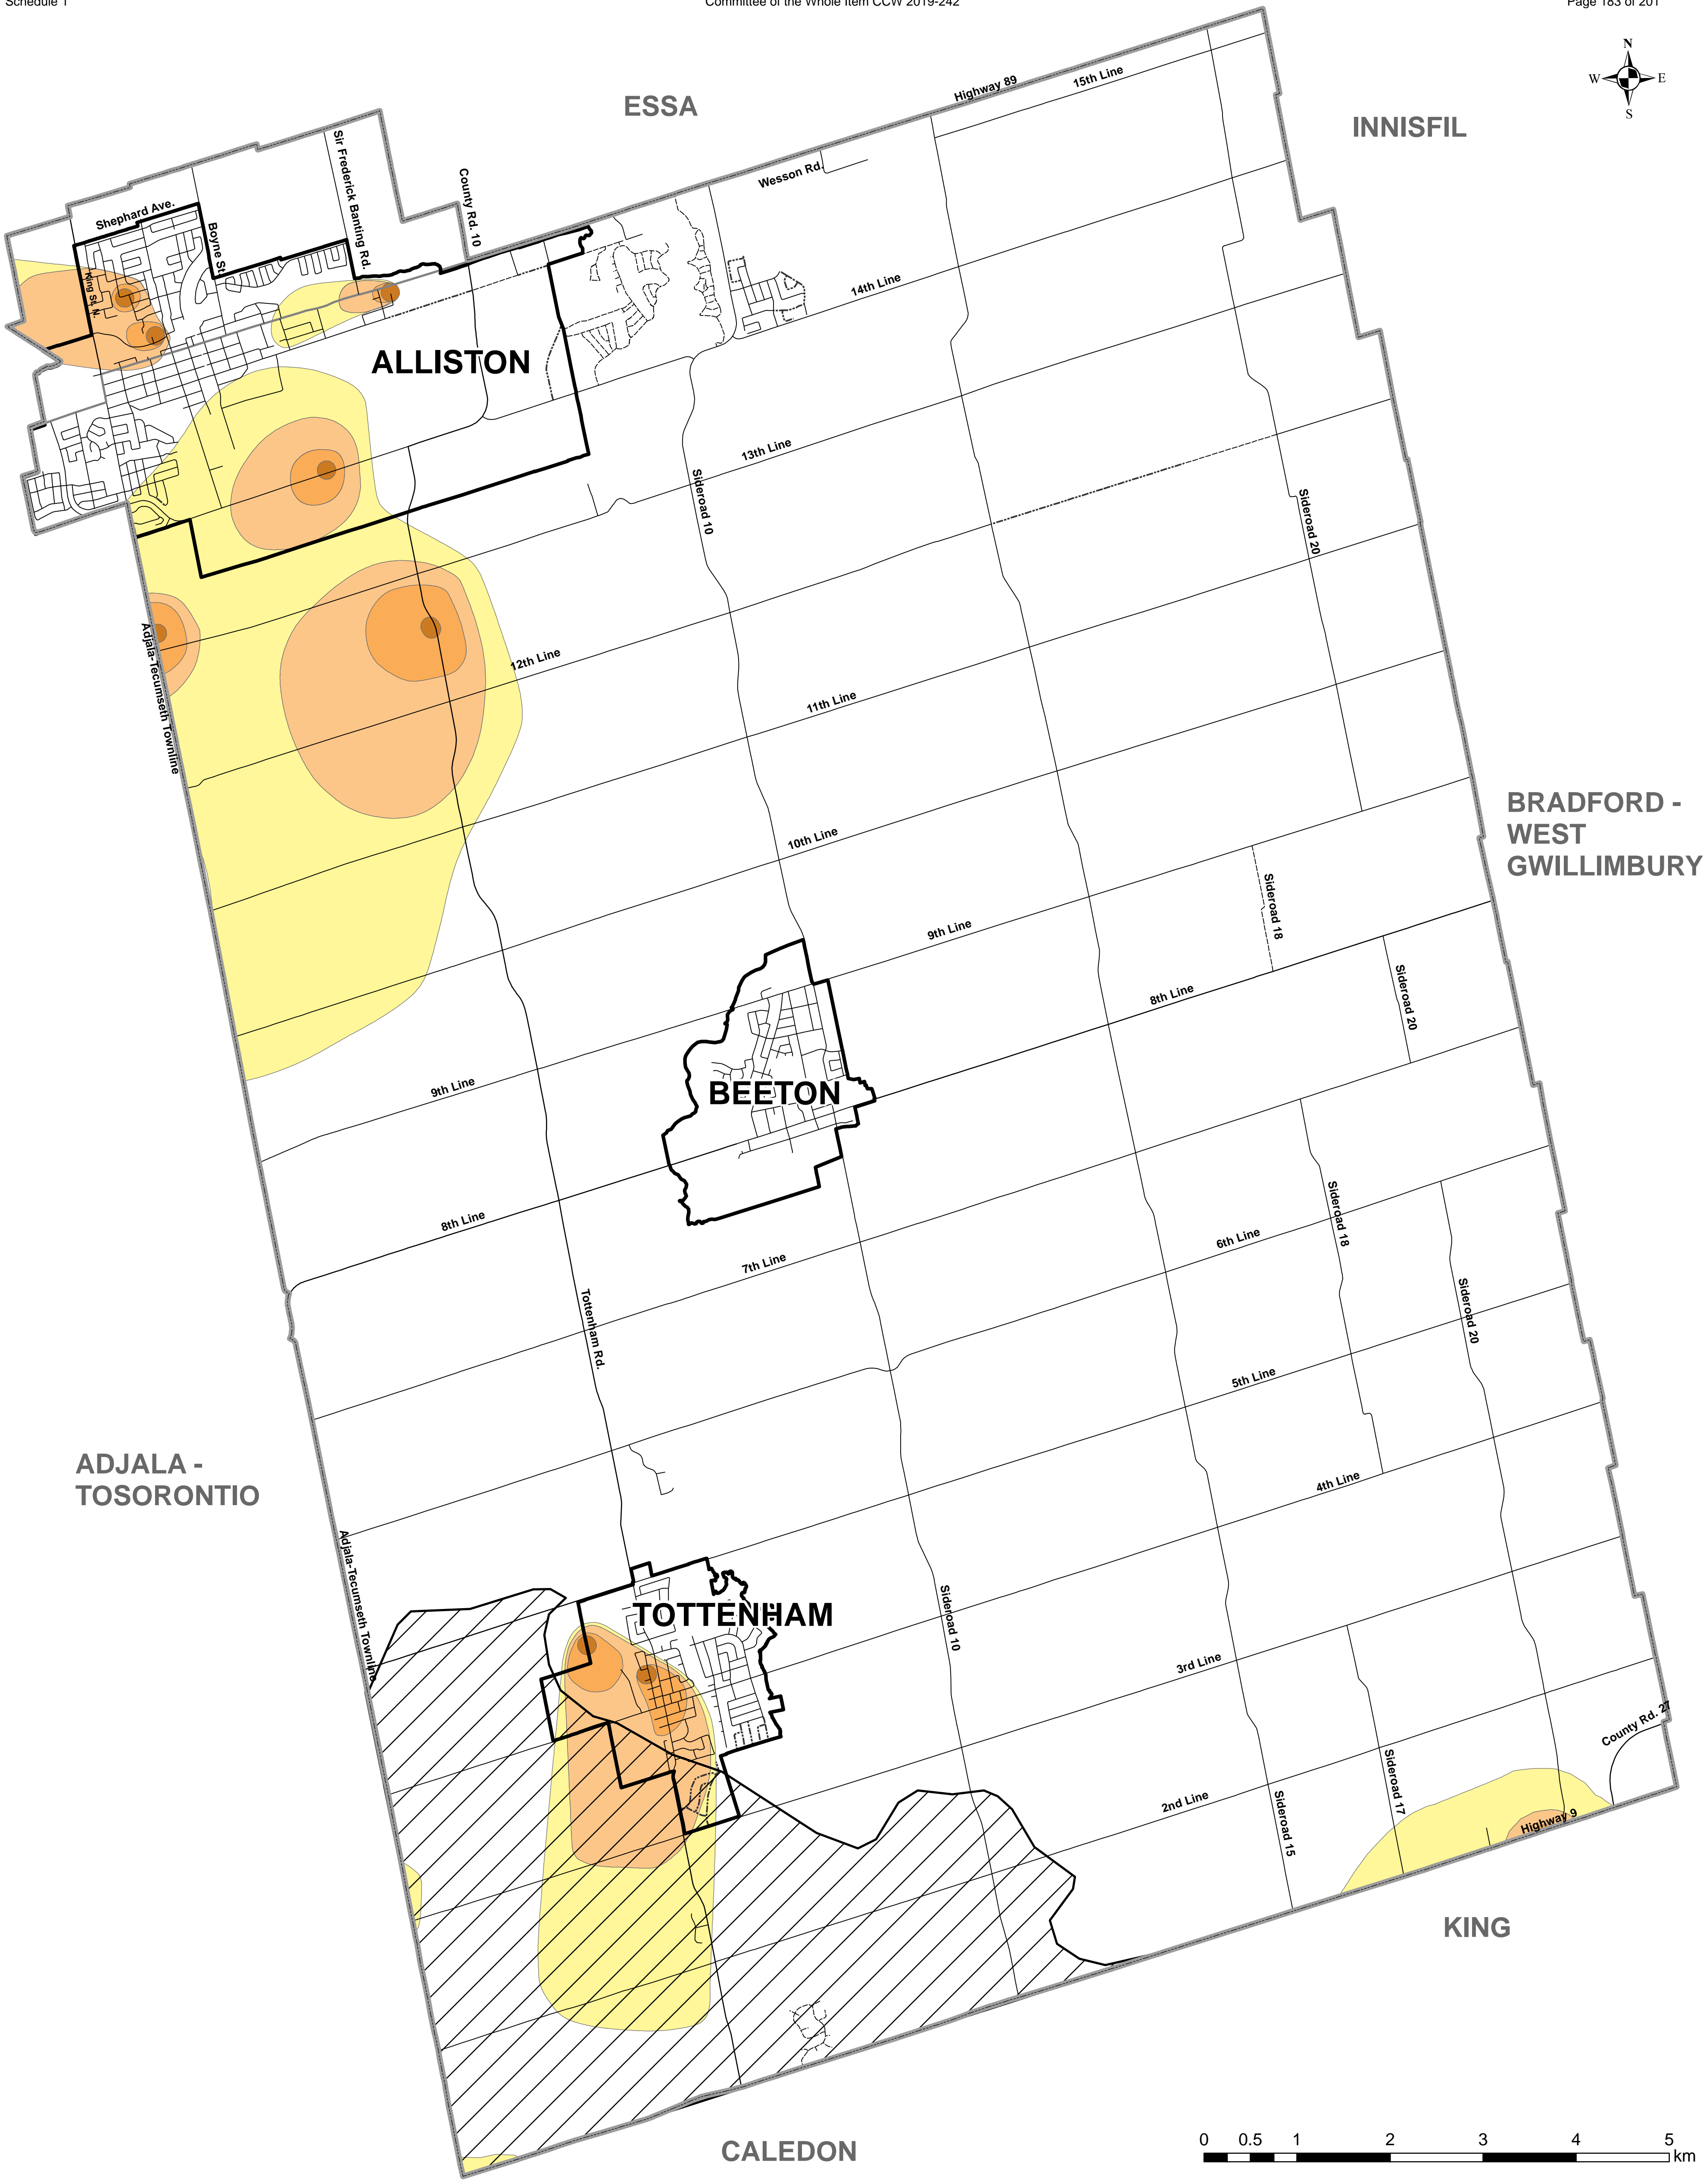 Schedule 1
Committee of the Whole Item CCW 2019-242
Page 183 of 201
N
W
E
S
ESSA
INNISFIL
Highway 89
15th Line
Wesson Rd.
Sir Frederick Banting Rd.
County Rd. 10
Shephard Ave.
Boyne St.
King St. N.
14th Line
ALLISTON
13th Line
Sideroad 10
Sideroad 20
Adjala-Tecumseth Townline
12th Line
11th Line
BRADFORD -
WEST
GWILLIMBURY
10th Line
Sideroad 18
9th Line
8th Line
Sideroad 20
9th Line
BEETON
8th Line
Sideroad 18
6th Line
7th Line
Sideroad 20
Tottenham Rd.
5th Line
ADJALA -
TOSORONTIO
4th Line
Adjala-Tecumseth Townline
TOTTENHAM
Sideroad 10
3rd Line
County Rd. 27
Sideroad 17
2nd Line
Sideroad 15
Highway 9
KING
CALEDON
0 0.5 1 2 3 4 5
km